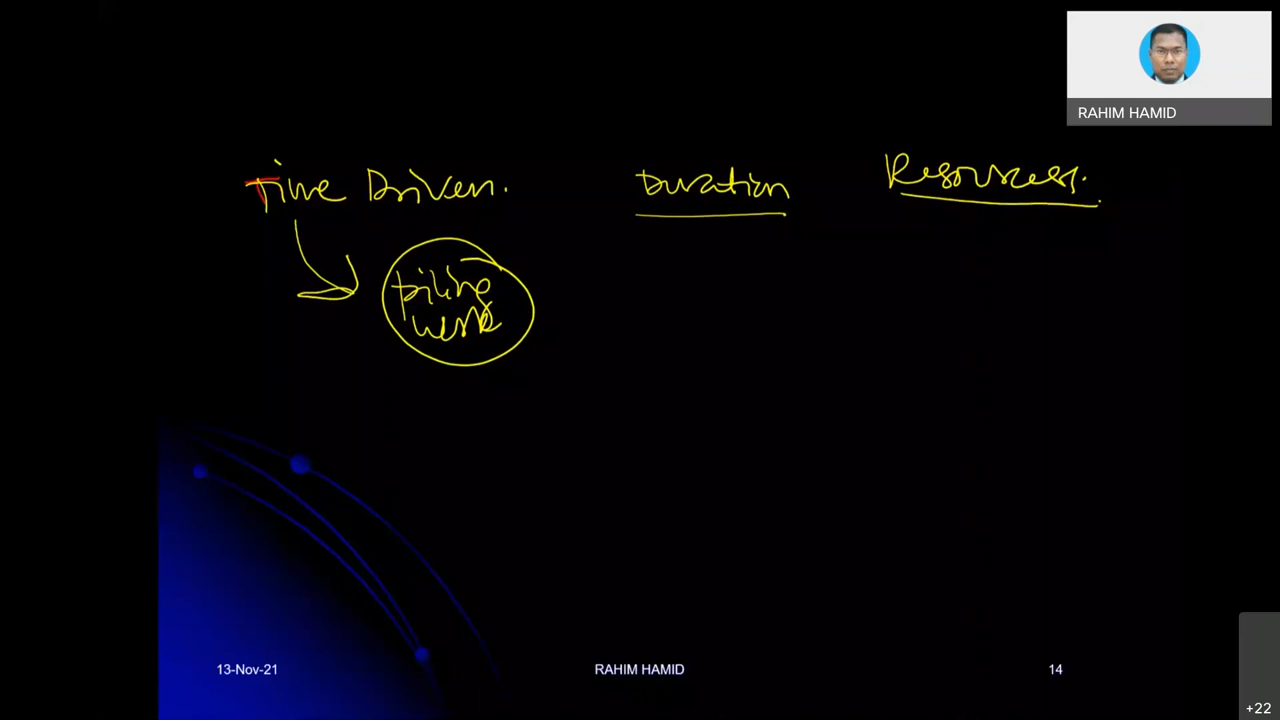 RAHIM HAMID
Time Driven. Duration Resources.
piling
work
13-Nov-21 RAHIM HAMID 14
+22